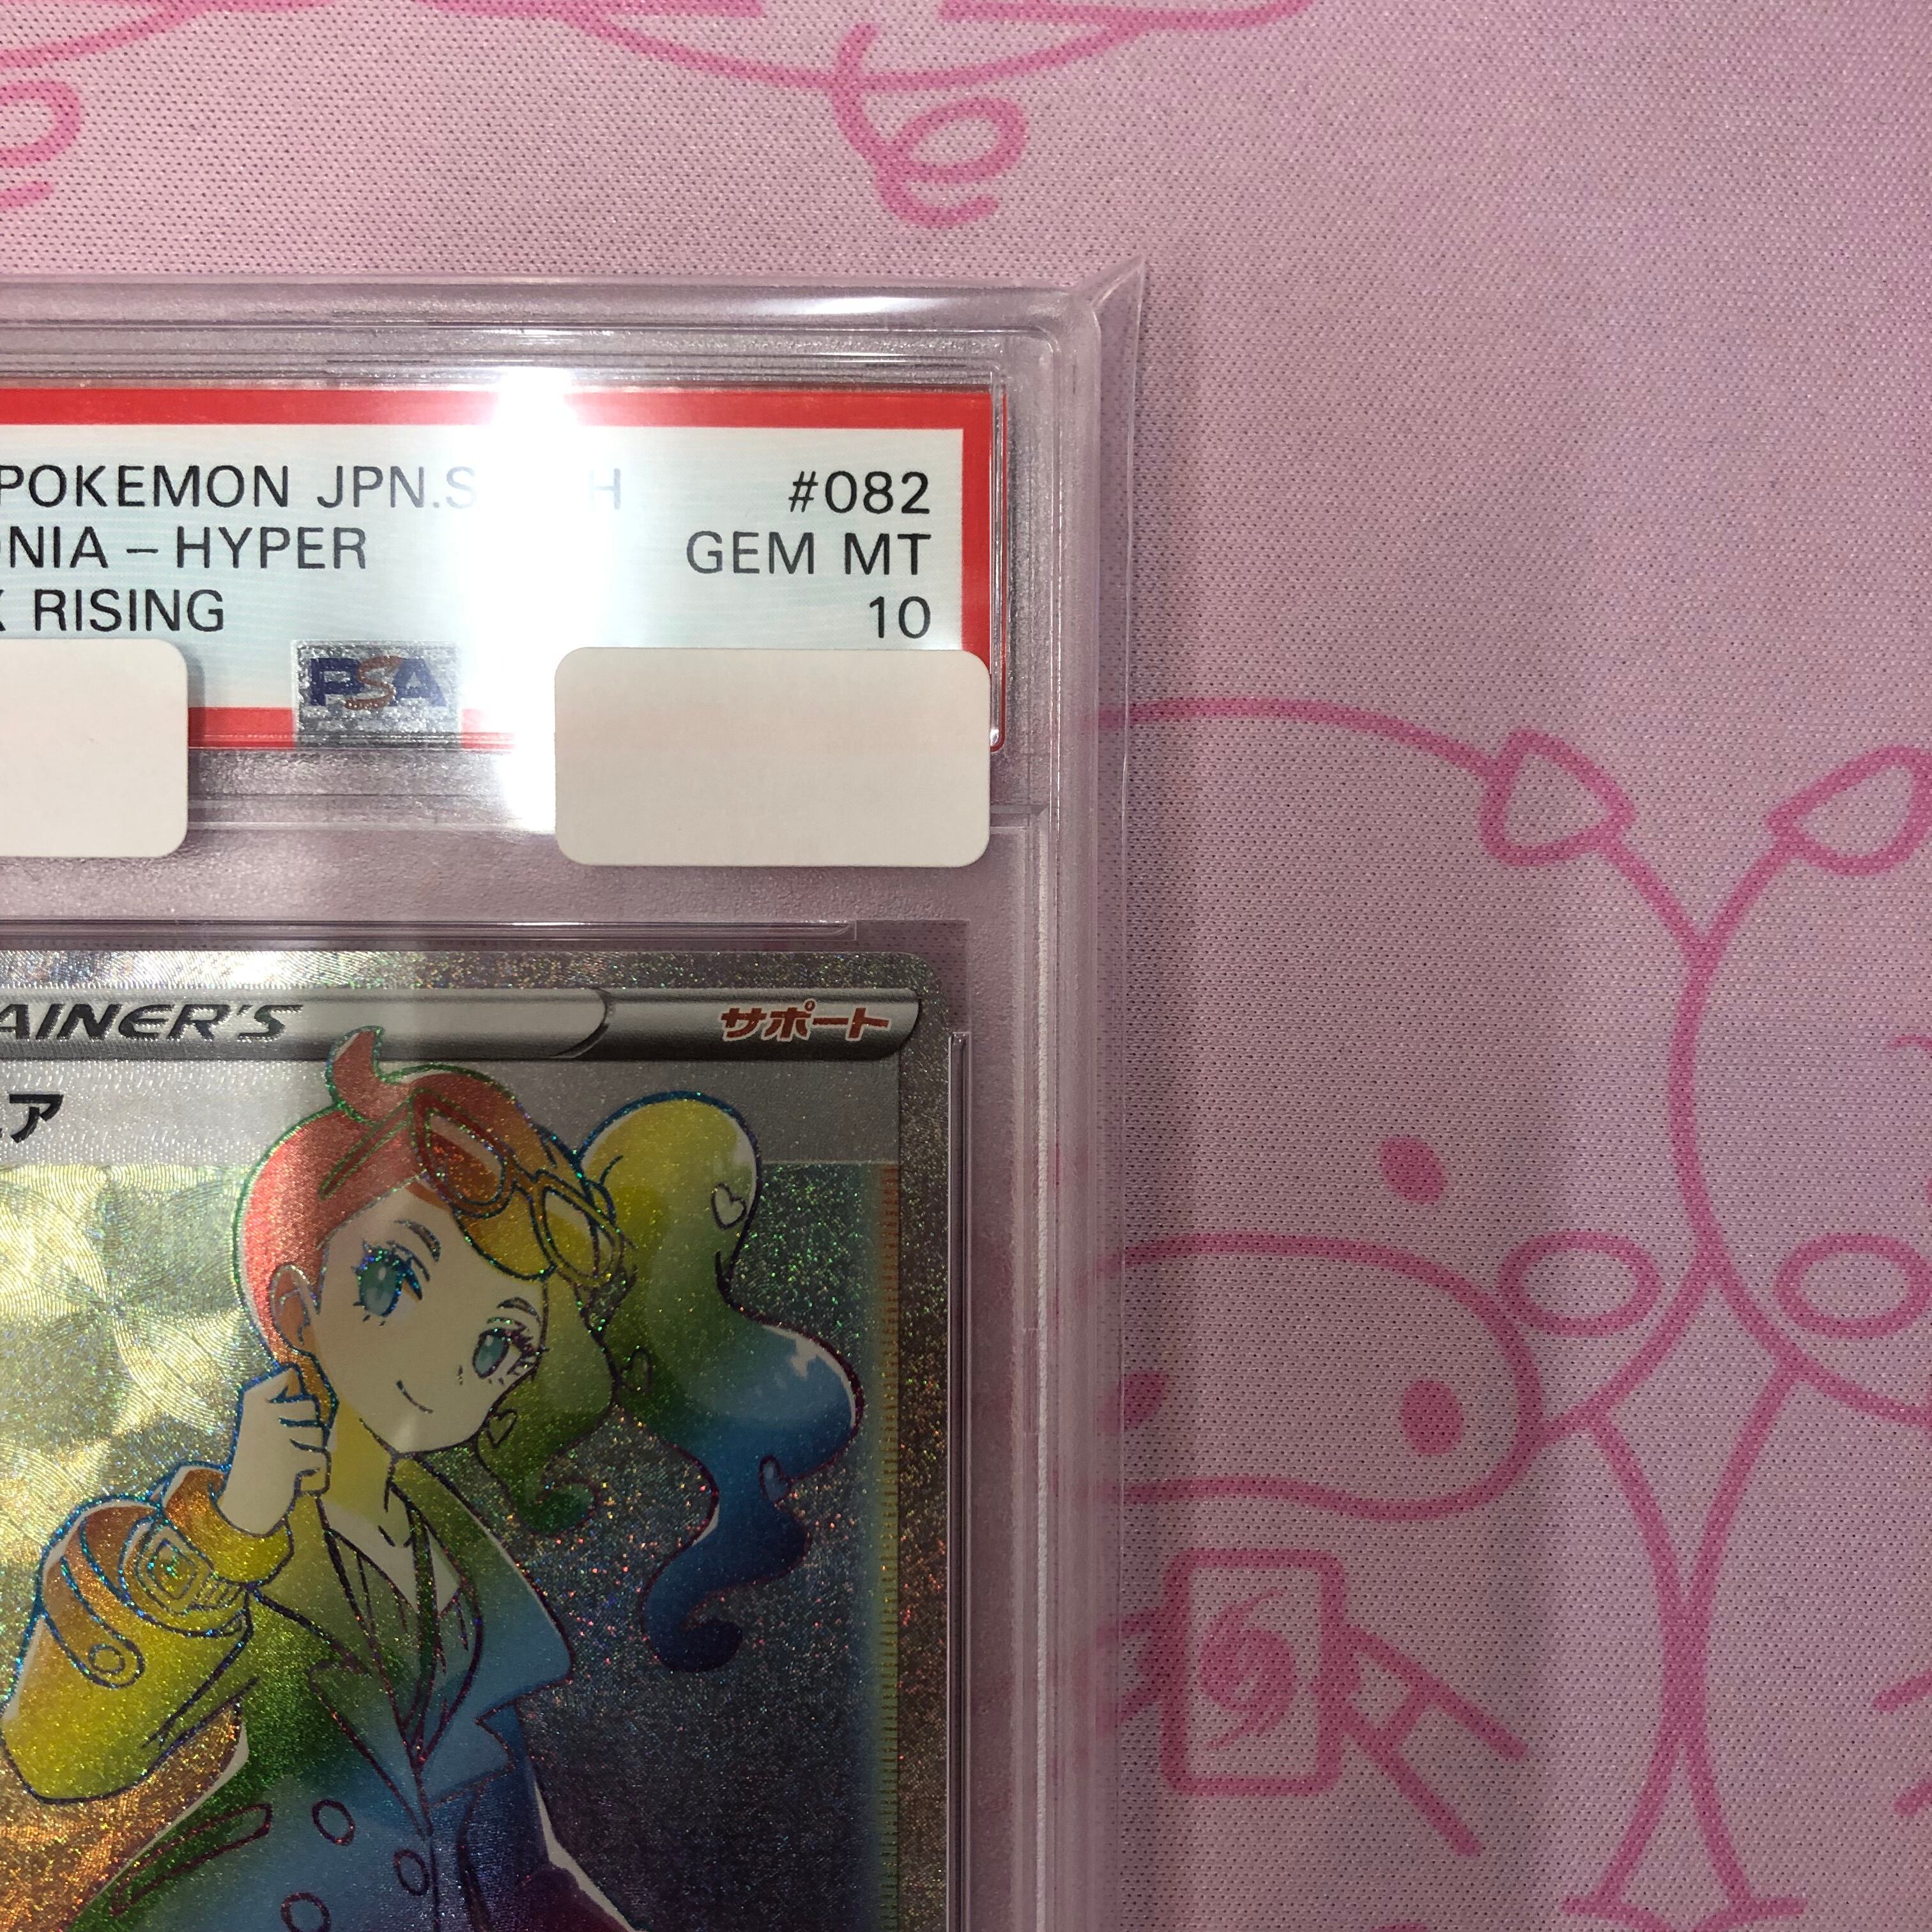 POKEMON JPN.S H #082
NIA – HYPER GEM MT
RISING 10
PSA
AINER'S サポート
ア